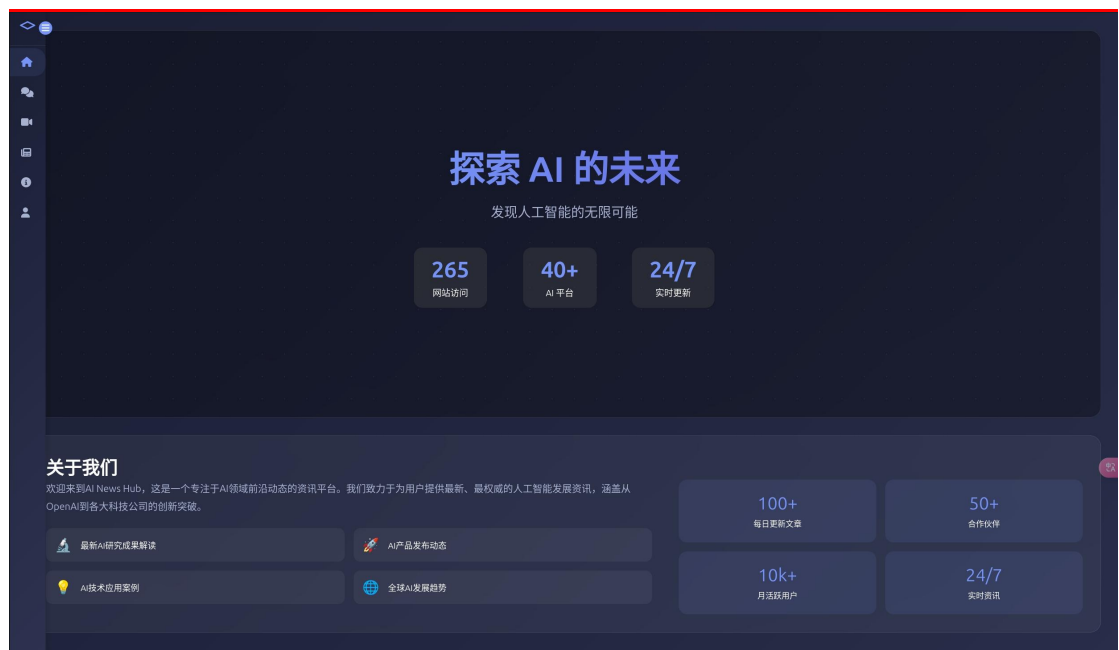 探索 AI 的未来
发现人工智能的无限可能
265
网站访问
40+
AI 平台
24/7
实时更新
关于我们
欢迎来到AI News Hub，这是一个专注于AI领域前沿动态的资讯平台。我们致力于为用户提供最新、最权威的人工智能发展资讯，涵盖从
OpenAI到各大科技公司的创新突破。
最新AI研究成果解读
AI产品发布动态
AI技术应用案例
全球AI发展趋势
100+
每日更新文章
50+
合作伙伴
10k+
月活跃用户
24/7
实时资讯